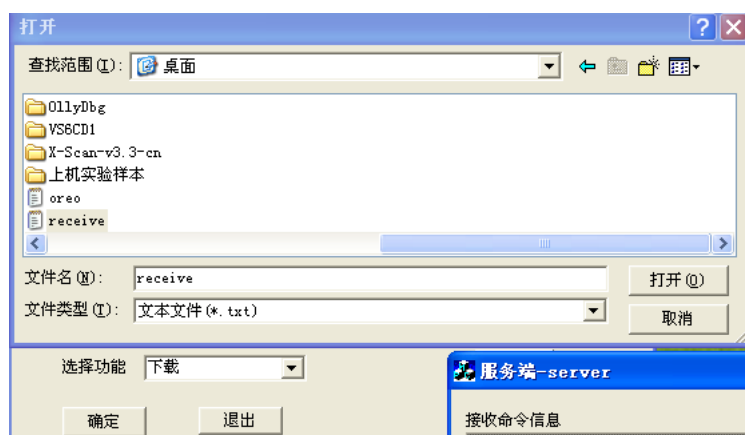 打开
查找范围(I): 桌面
OllyDbg
VS6CD1
X-Scan-v3.3-cn
上机实验样本
oreo
receive
文件名(N): receive 打开(O)
文件类型(T): 文本文件(*.txt) 取消
选择功能 下载 服务端-server
确定 退出 接收命令信息